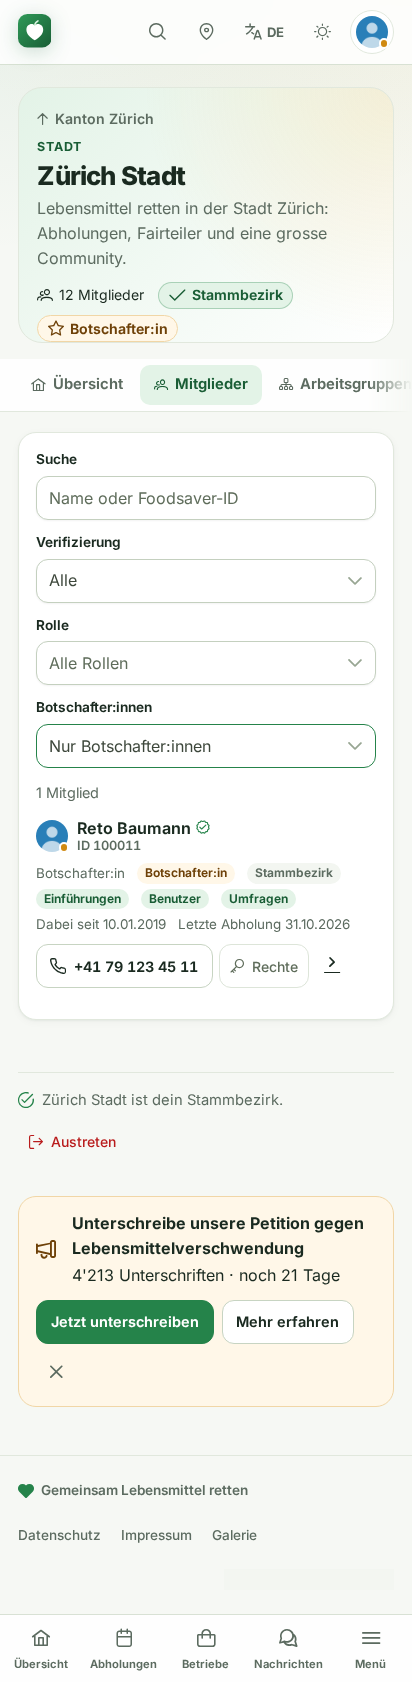 DE
Kanton Zürich
STADT
Zürich Stadt
Lebensmittel retten in der Stadt Zürich:
Abholungen, Fairteiler und eine grosse
Community.
12 Mitglieder Stammbezirk
Botschafter:in
Übersicht Mitglieder Arbeitsgruppen
Suche
Name oder Foodsaver-ID
Verifizierung
Alle
Rolle
Alle Rollen
Botschafter:innen
Nur Botschafter:innen
1 Mitglied
Reto Baumann
ID 100011
Botschafter:in Botschafter:in Stammbezirk
Einführungen Benutzer Umfragen
Dabei seit 10.01.2019 Letzte Abholung 31.10.2026
+41 79 123 45 11 Rechte
Zürich Stadt ist dein Stammbezirk.
Austreten
Unterschreibe unsere Petition gegen
Lebensmittelverschwendung
4'213 Unterschriften · noch 21 Tage
Jetzt unterschreiben Mehr erfahren
Gemeinsam Lebensmittel retten
Datenschutz Impressum Galerie
Übersicht Abholungen Betriebe Nachrichten Menü